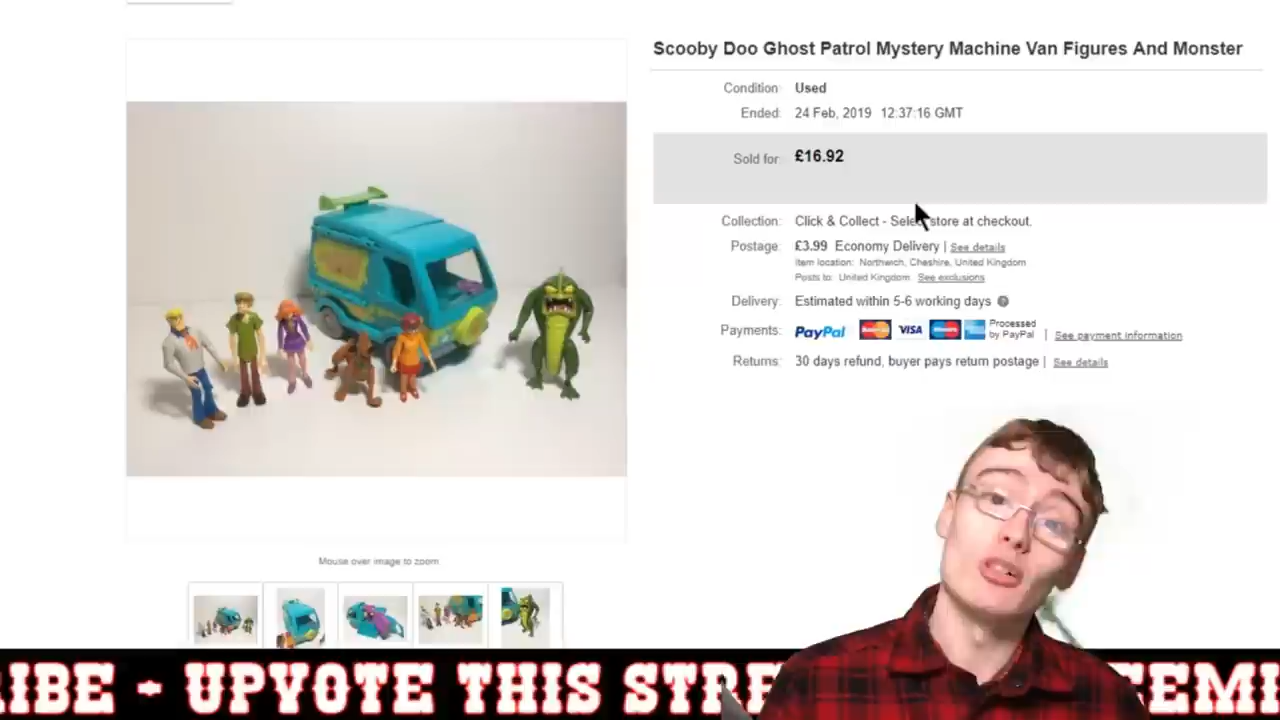 Scooby Doo Ghost Patrol Mystery Machine Van Figures And Monster
Condition: Used
Ended: 24 Feb, 2019 12:37:16 GMT
Sold for: £16.92
Collection: Click & Collect - Select store at checkout.
Postage: £3.99 Economy Delivery | See details
Item location: Northwich, Cheshire, United Kingdom
Posts to: United Kingdom See exclusions
Delivery: Estimated within 5-6 working days
Payments: PayPal VISA Processed
by PayPal | See payment information
Returns: 30 days refund, buyer pays return postage | See details
Mouse over image to zoom
IBE - UPVOTE THIS STRE EEMI